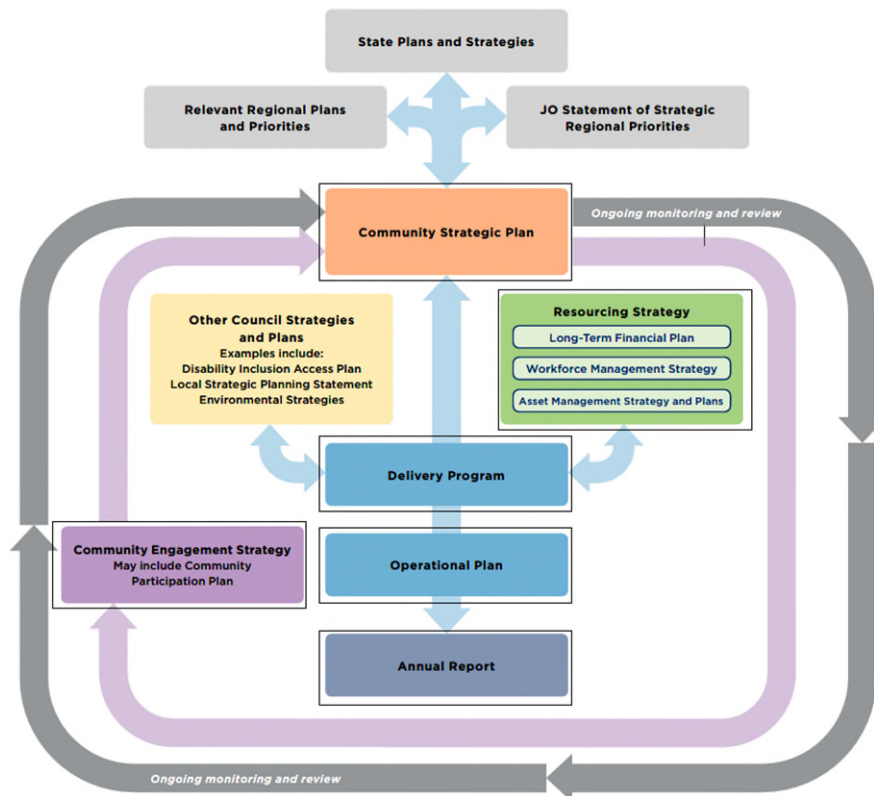 State Plans and Strategies
Relevant Regional Plans
and Priorities
JO Statement of Strategic
Regional Priorities
Community Strategic Plan
Ongoing monitoring and review
Other Council Strategies
and Plans
Examples include:
Disability Inclusion Access Plan
Local Strategic Planning Statement
Environmental Strategies
Resourcing Strategy
Long-Term Financial Plan
Workforce Management Strategy
Asset Management Strategy and Plans
Delivery Program
Community Engagement Strategy
May include Community
Participation Plan
Operational Plan
Annual Report
Ongoing monitoring and review